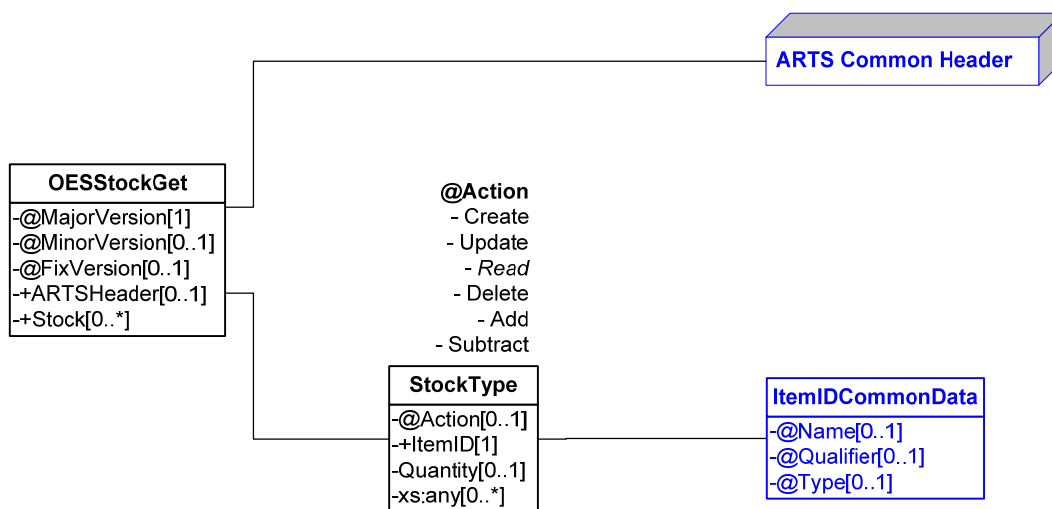 ARTS Common Header
OESStockGet
-@MajorVersion[1]
-@MinorVersion[0..1]
-@FixVersion[0..1]
-+ARTSHeader[0..1]
-+Stock[0..*]
@Action
- Create
- Update
- Read
- Delete
- Add
- Subtract
StockType
-@Action[0..1]
-+ItemID[1]
-Quantity[0..1]
-xs:any[0..*]
ItemIDCommonData
-@Name[0..1]
-@Qualifier[0..1]
-@Type[0..1]